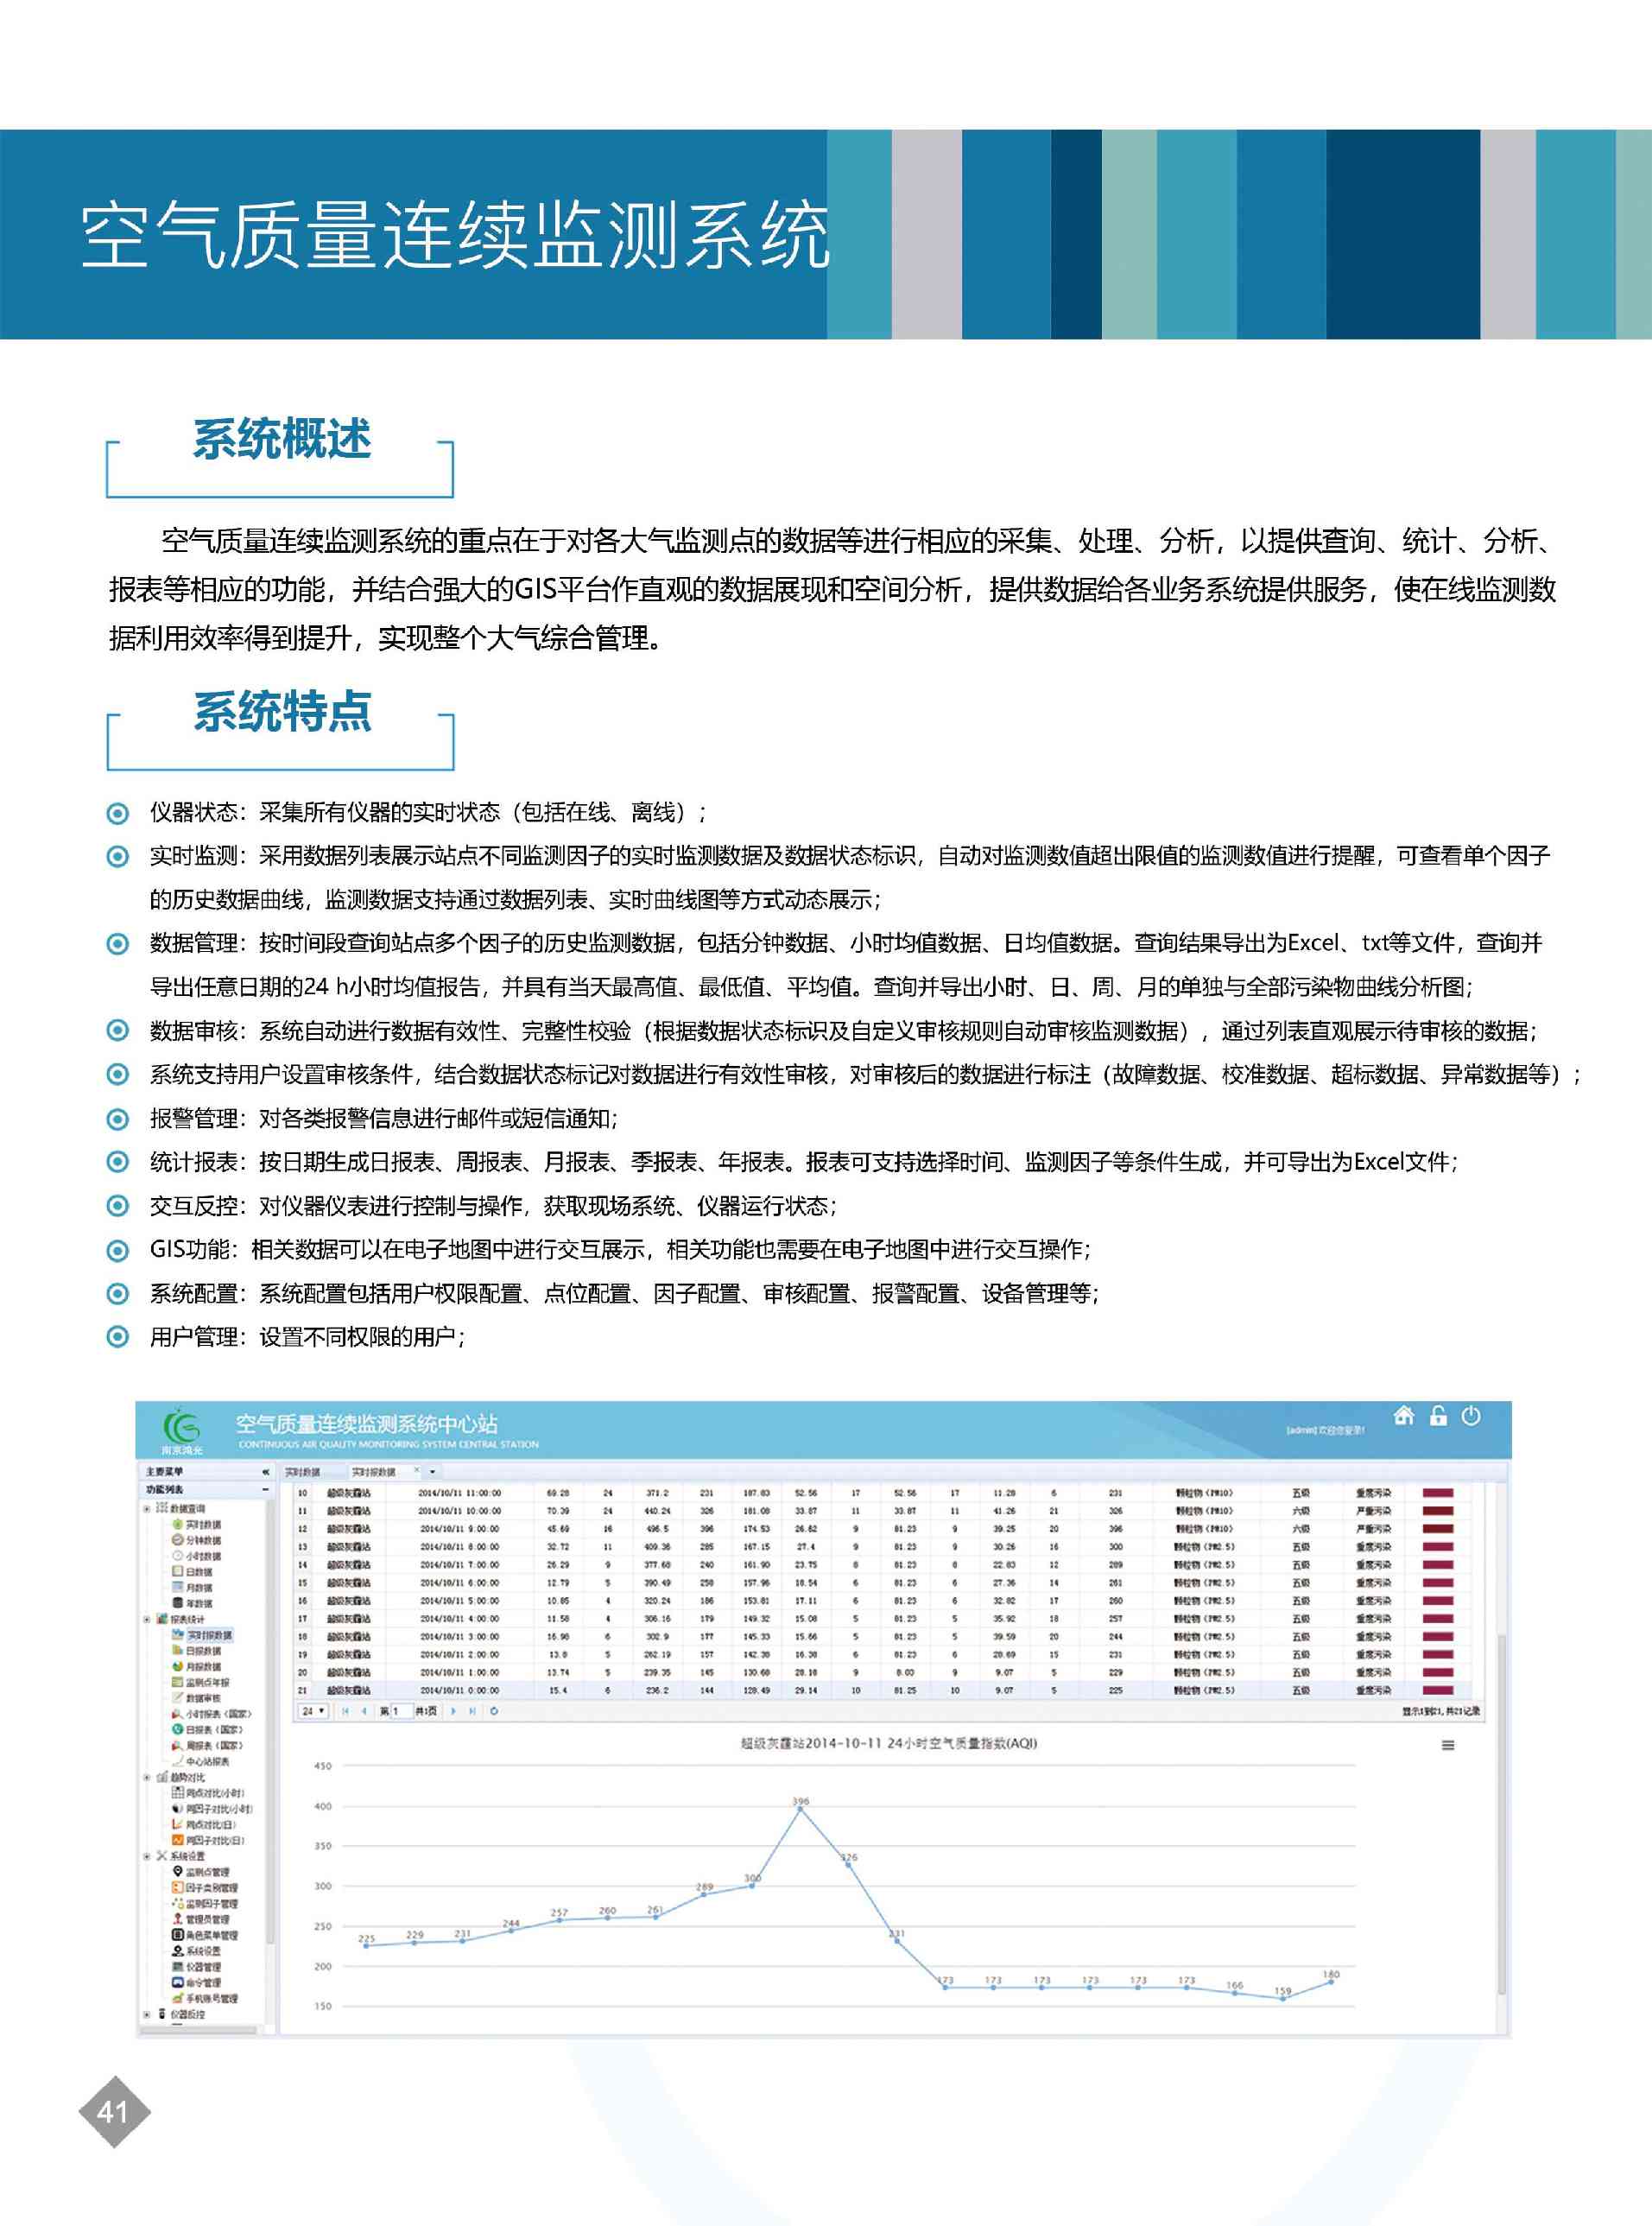 空气质量连续监测系统
系统概述
空气质量连续监测系统的重点在于对各大气监测点的数据等进行相应的采集、处理、分析，以提供查询、统计、分析、
报表等相应的功能，并结合强大的GIS平台作直观的数据展现和空间分析，提供数据给各业务系统提供服务，使在线监测数
据利用效率得到提升，实现整个大气综合管理。
系统特点
仪器状态：采集所有仪器的实时状态（包括在线、离线）；
实时监测：采用数据列表展示站点不同监测因子的实时监测数据及数据状态标识，自动对监测数值超出限值的监测数值进行提醒，可查看单个因子
的历史数据曲线，监测数据支持通过数据列表、实时曲线图等方式动态展示；
数据管理：按时间段查询站点多个因子的历史监测数据，包括分钟数据、小时均值数据、日均值数据。查询结果导出为Excel、txt等文件，查询并
导出任意日期的24 h小时均值报告，并具有当天最高值、最低值、平均值。查询并导出小时、日、周、月的单独与全部污染物曲线分析图；
数据审核：系统自动进行数据有效性、完整性校验（根据数据状态标识及自定义审核规则自动审核监测数据），通过列表直观展示待审核的数据；
系统支持用户设置审核条件，结合数据状态标记对数据进行有效性审核，对审核后的数据进行标注（故障数据、校准数据、超标数据、异常数据等）；
报警管理：对各类报警信息进行邮件或短信通知；
统计报表：按日期生成日报表、周报表、月报表、季报表、年报表。报表可支持选择时间、监测因子等条件生成，并可导出为Excel文件；
交互反控：对仪器仪表进行控制与操作，获取现场系统、仪器运行状态；
GIS功能：相关数据可以在电子地图中进行交互展示，相关功能也需要在电子地图中进行交互操作；
系统配置：系统配置包括用户权限配置、点位配置、因子配置、审核配置、报警配置、设备管理等；
用户管理：设置不同权限的用户；
空气质量连续监测系统中心站
CONTINUOUS AIR QUALITY MONITORING SYSTEM CENTRAL STATION
[admin] 欢迎您登录!
主要菜单
功能列表
数据查询
实时数据
分钟数据
小时数据
日数据
月数据
年数据
报表统计
实时报数据
日报数据
月报数据
监测点年报
数据审核
小时报表（国家）
日报表（国家）
周报表（国家）
中心站报表
趋势对比
同点对比(小时)
同因子对比(小时)
同点对比(日)
同因子对比(日)
系统设置
监测点管理
因子类别管理
监测因子管理
管理员管理
角色菜单管理
系统设置
仪器管理
命令管理
手机账号管理
仪器反控
实时数据 实时报数据
10 超级灰霾站 2014/10/11 11:00:00 69.28 24 371.2 231 187.83 52.56 17 52.56 17 11.28 6 231 颗粒物（PM10） 五级 重度污染
11 超级灰霾站 2014/10/11 10:00:00 70.39 24 440.24 326 181.08 33.87 11 33.87 11 41.26 21 326 颗粒物（PM10） 六级 严重污染
12 超级灰霾站 2014/10/11 9:00:00 45.69 16 496.5 396 174.53 26.62 9 81.23 9 39.25 20 396 颗粒物（PM10） 六级 严重污染
13 超级灰霾站 2014/10/11 8:00:00 32.72 11 409.36 285 167.15 27.4 9 81.23 9 30.26 16 300 颗粒物（PM2.5） 五级 重度污染
14 超级灰霾站 2014/10/11 7:00:00 26.29 9 377.68 240 161.90 23.75 8 81.23 8 22.83 12 289 颗粒物（PM2.5） 五级 重度污染
15 超级灰霾站 2014/10/11 6:00:00 12.79 5 390.49 258 157.96 18.54 6 81.23 6 27.36 14 261 颗粒物（PM2.5） 五级 重度污染
16 超级灰霾站 2014/10/11 5:00:00 10.85 4 320.24 186 153.81 17.11 6 81.23 6 32.82 17 260 颗粒物（PM2.5） 五级 重度污染
17 超级灰霾站 2014/10/11 4:00:00 11.58 4 306.16 179 149.32 15.08 5 81.23 5 35.92 18 257 颗粒物（PM2.5） 五级 重度污染
18 超级灰霾站 2014/10/11 3:00:00 16.98 6 302.9 177 145.33 15.66 5 81.23 5 39.59 20 244 颗粒物（PM2.5） 五级 重度污染
19 超级灰霾站 2014/10/11 2:00:00 13.8 5 262.19 157 142.38 16.38 6 81.23 6 28.69 15 231 颗粒物（PM2.5） 五级 重度污染
20 超级灰霾站 2014/10/11 1:00:00 13.74 5 239.35 145 130.68 28.18 9 9 9.07 5 229 颗粒物（PM2.5） 五级 重度污染
21 超级灰霾站 2014/10/11 0:00:00 15.4 6 236.2 144 128.49 29.14 10 81.25 10 9.07 5 225 颗粒物（PM2.5） 五级 重度污染
24 第 1 共1页 显示1到21，共21记录
超级灰霾站2014-10-11 24小时空气质量指数(AQI)
450
400
350
300
250
200
150
225 229 231 244 257 260 261 289 300 396 326 231 173 173 173 173 173 173 166 159 180
41